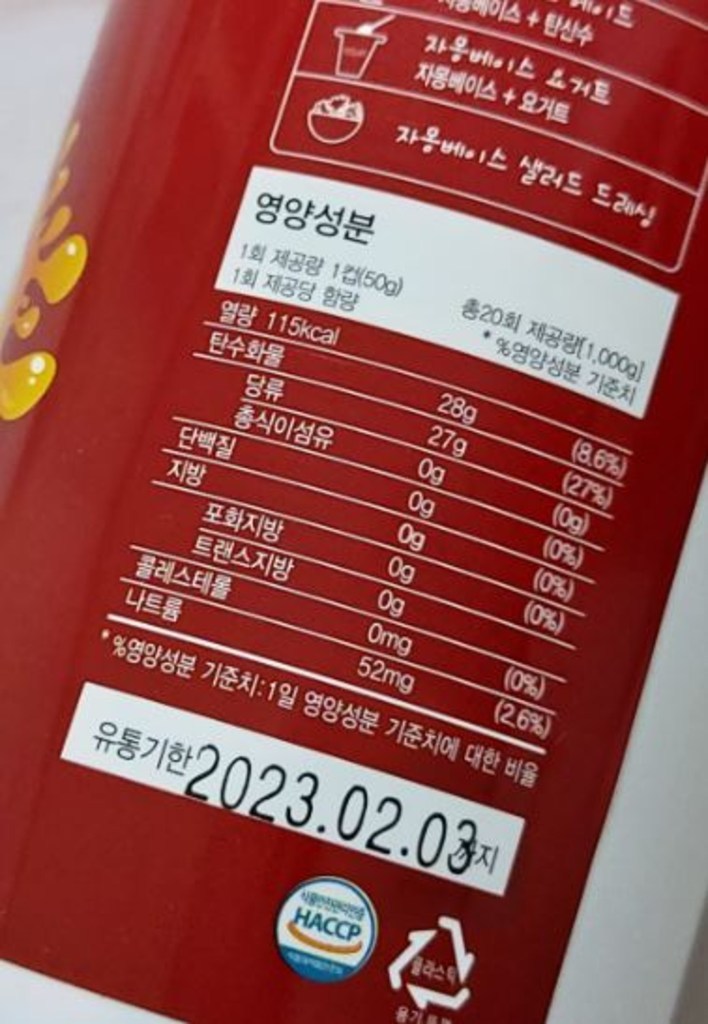 자몽베이스 + 탄산수
자몽베이스 요거트
자몽베이스 + 요거트
자몽베이스 샐러드 드레싱
영양성분
1회 제공량 1컵(50g)
총20회 제공량[1,000g]
1회 제공당 함량
*%영양성분 기준치
열량 115kcal
탄수화물 28g (8.6%)
당류 27g (27%)
총식이섬유 0g (0g)
단백질 0g (0%)
지방 0g (0%)
포화지방 0g (0%)
트랜스지방 0g
콜레스테롤 0mg (0%)
나트륨 52mg (2.6%)
*%영양성분 기준치:1일 영양성분 기준치에 대한 비율
유통기한 2023.02.03 까지
HACCP
플라스틱